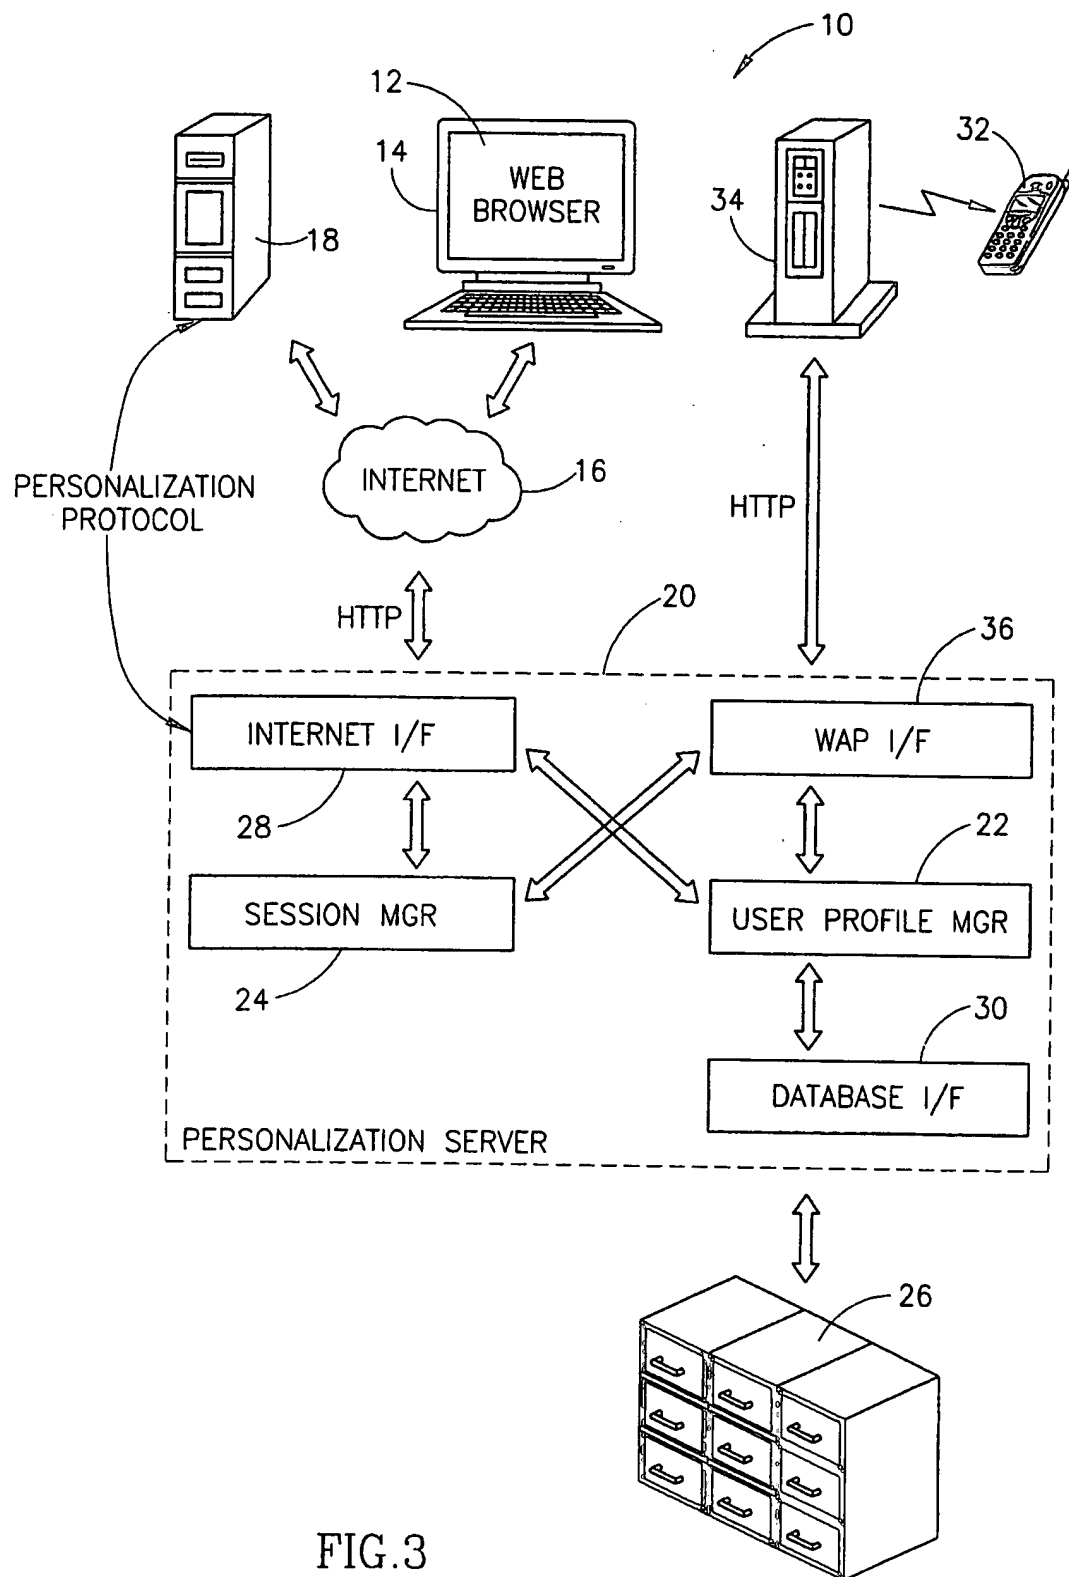 10
12
14
WEB
BROWSER
32
34
18
INTERNET
16
PERSONALIZATION
PROTOCOL
HTTP
HTTP
20
36
INTERNET I/F
WAP I/F
28
22
SESSION MGR
USER PROFILE MGR
24
30
DATABASE I/F
PERSONALIZATION SERVER
26
FIG.3